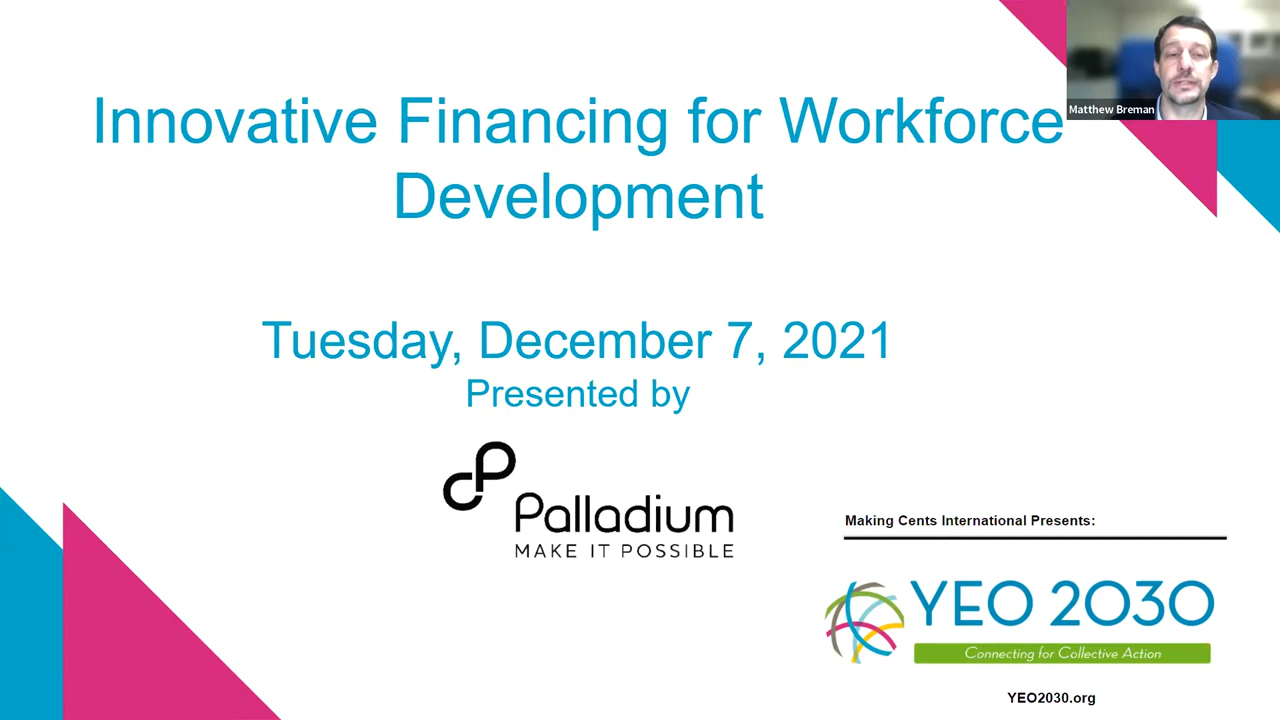 Matthew Breman
Innovative Financing for Workforce
Development
Tuesday, December 7, 2021
Presented by
Palladium
MAKE IT POSSIBLE
Making Cents International Presents:
YEO 2030
Connecting for Collective Action
YEO2030.org